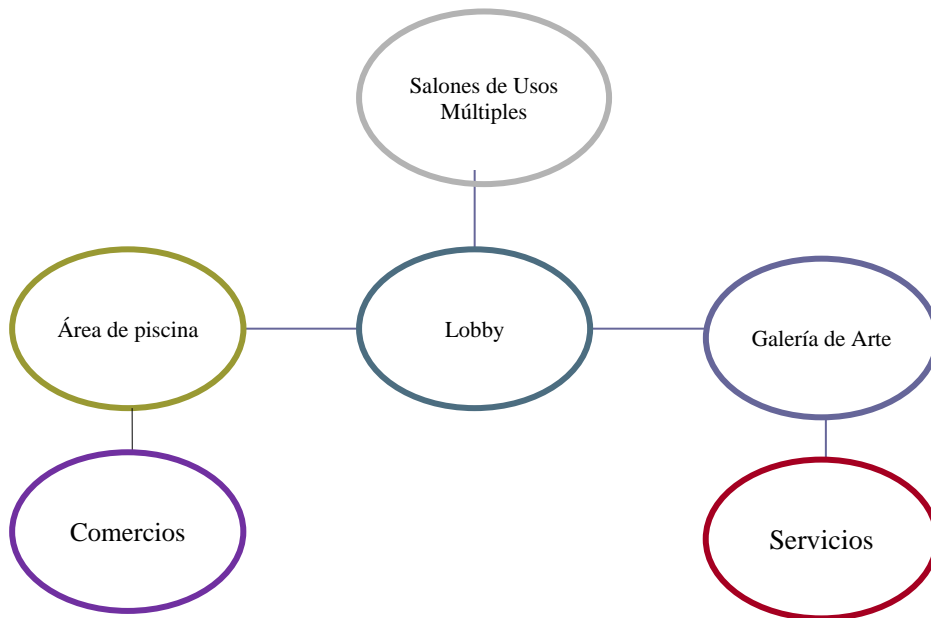 Salones de Usos
Múltiples
Área de piscina
Lobby
Galería de Arte
Comercios
Servicios